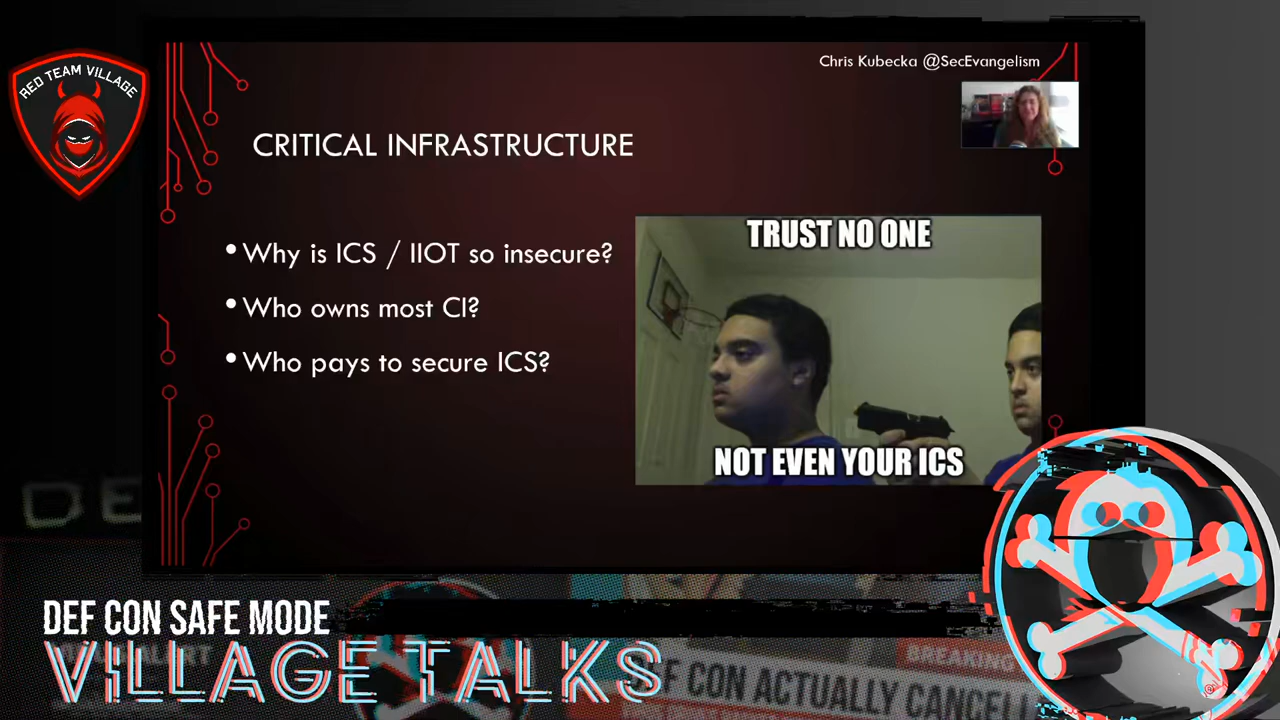 RED TEAM VILLAGE
Chris Kubecka @SecEvangelism
CRITICAL INFRASTRUCTURE
• Why is ICS / IIOT so insecure?
• Who owns most CI?
• Who pays to secure ICS?
TRUST NO ONE
NOT EVEN YOUR ICS
DEF CON SAFE MODE
VILLAGE TALKS
BREAKING
DEF CON ACTUALLY CANCELL